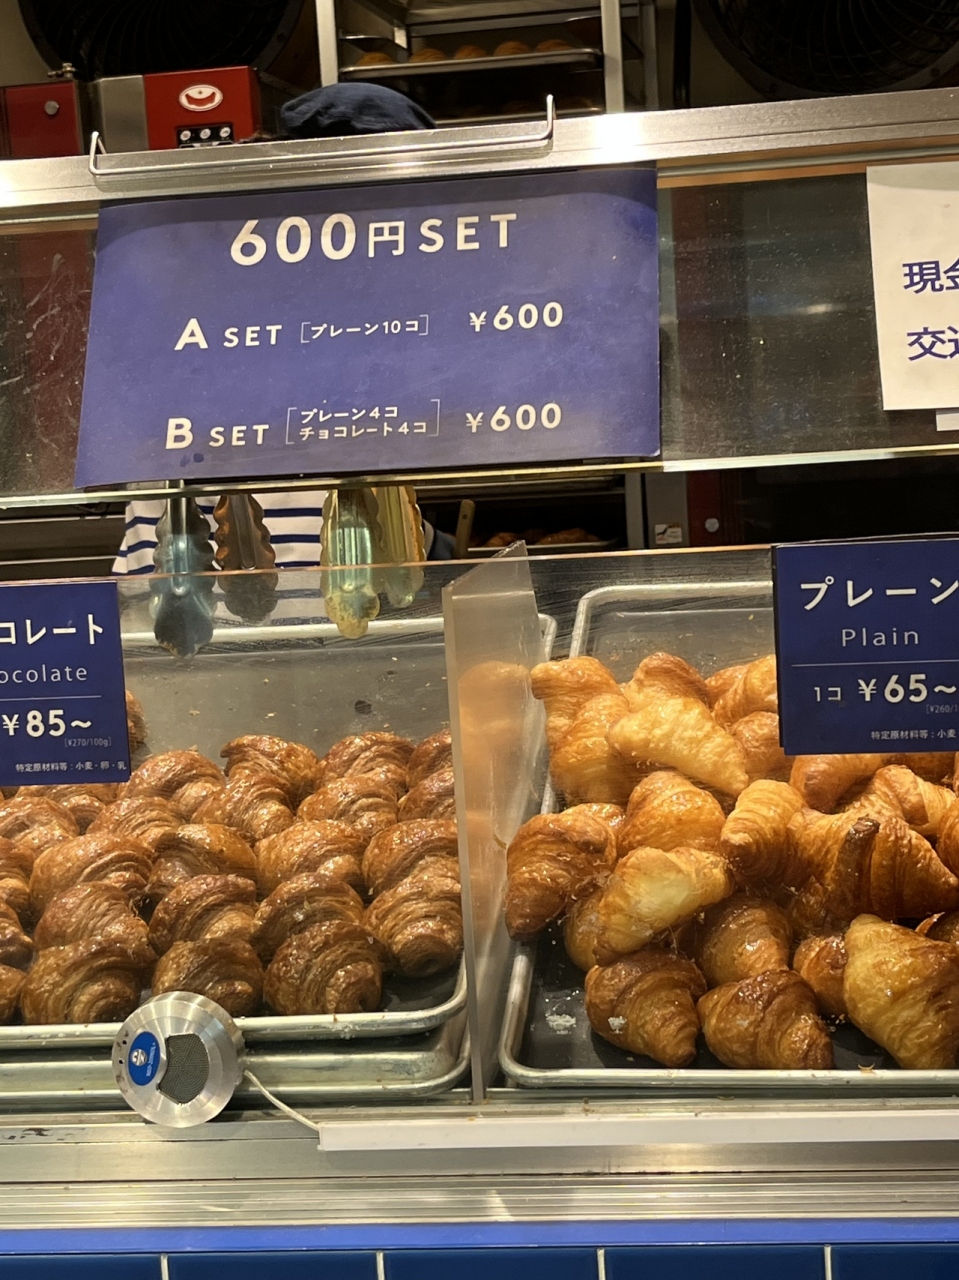 600円SET
A SET [プレーン10コ] ¥600
B SET [プレーン4コ
チョコレート4コ] ¥600
現金
交
コレート
ocolate
¥85~
[¥270/100g]
特定原材料等:小麦・卵・乳
プレーン
Plain
1コ ¥65~
[¥260/1
特定原材料等:小麦